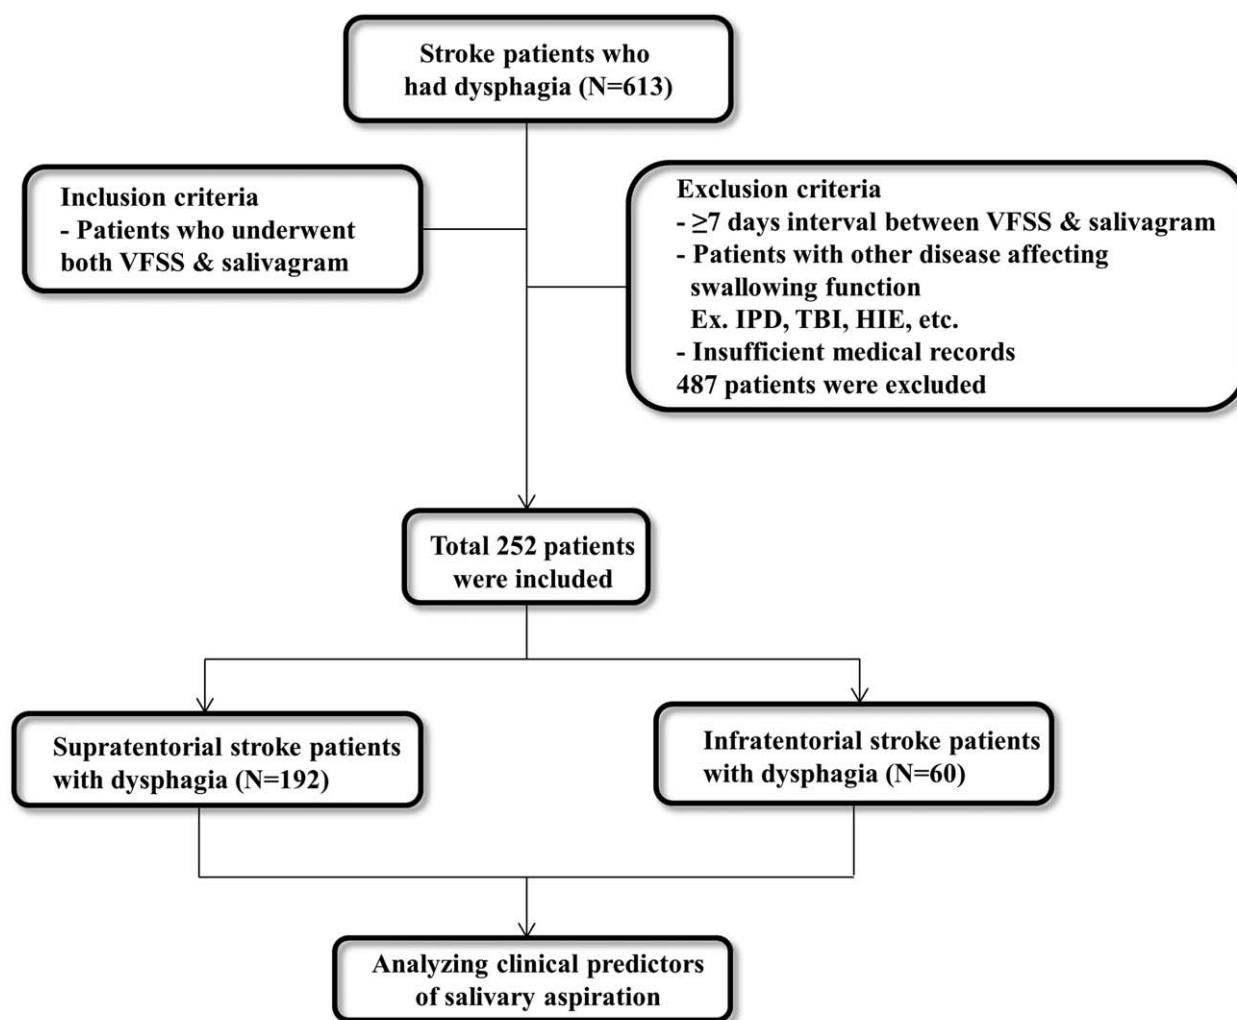 Stroke patients who
had dysphagia (N=613)
Inclusion criteria
- Patients who underwent
both VFSS & salivagram
Exclusion criteria
- ≥7 days interval between VFSS & salivagram
- Patients with other disease affecting
swallowing function
Ex. IPD, TBI, HIE, etc.
- Insufficient medical records
487 patients were excluded
Total 252 patients
were included
Supratentorial stroke patients
with dysphagia (N=192)
Infratentorial stroke patients
with dysphagia (N=60)
Analyzing clinical predictors
of salivary aspiration